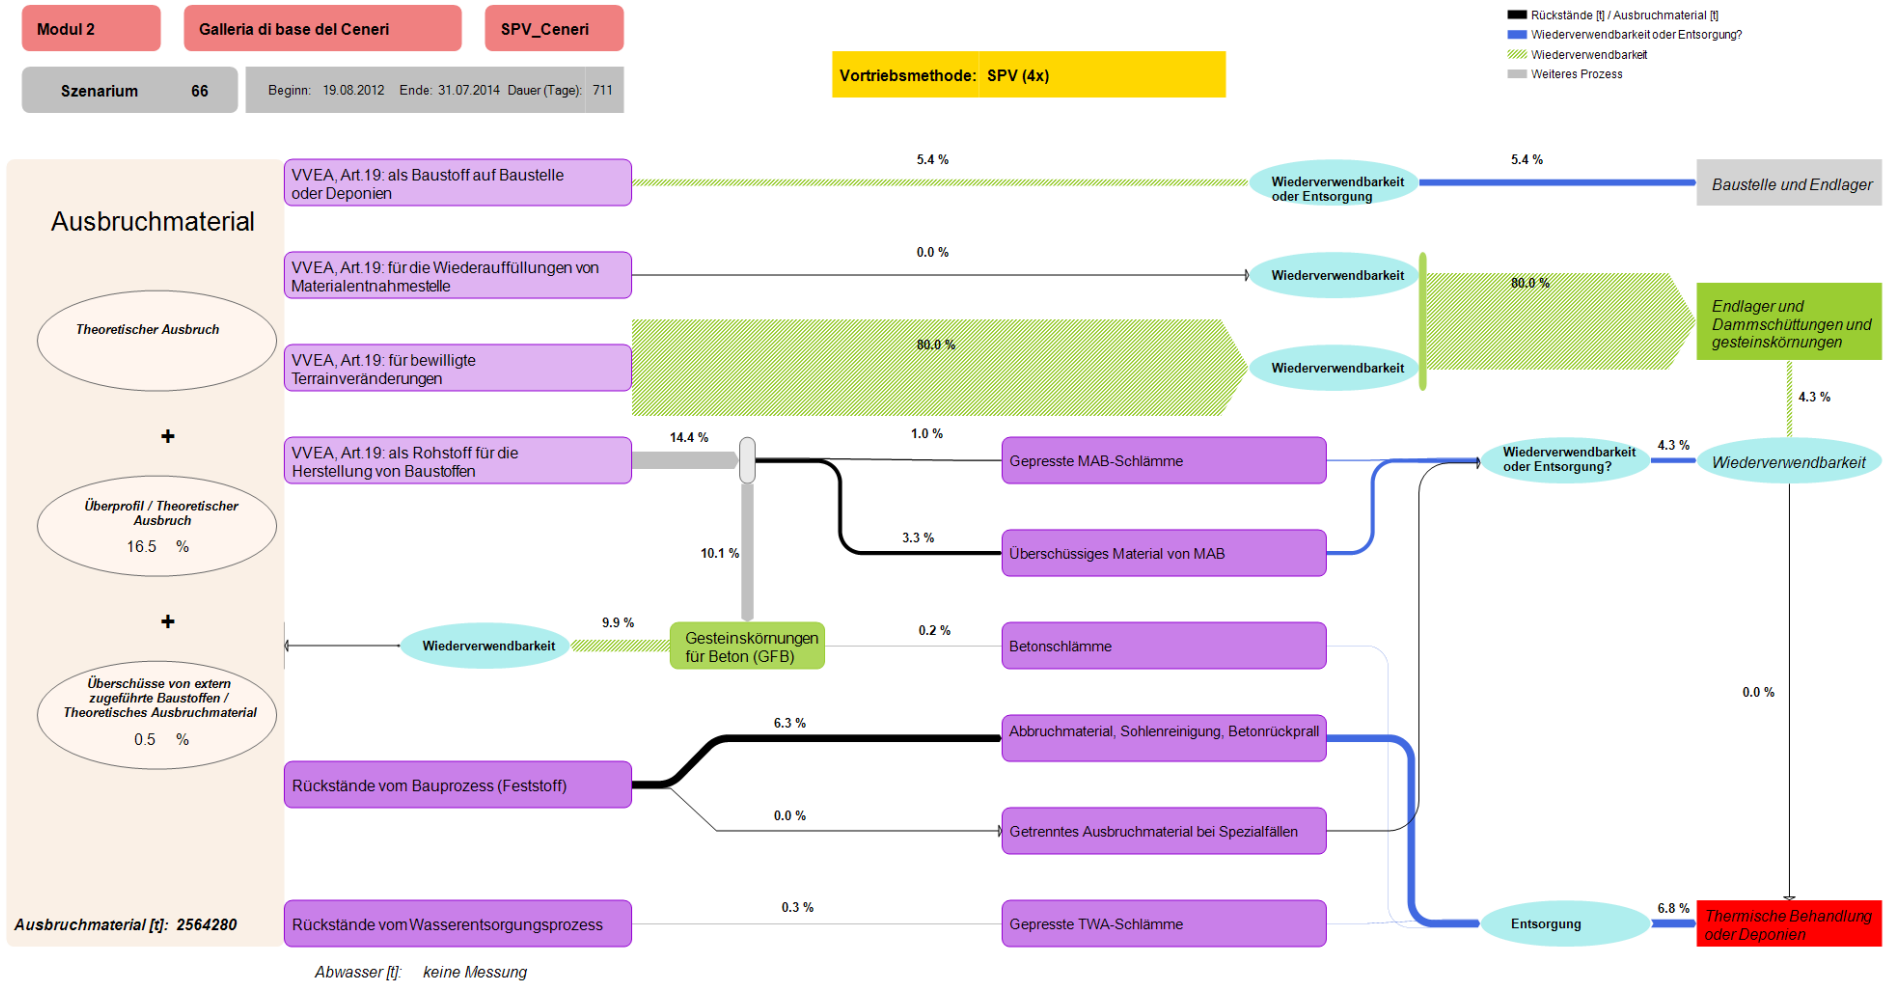 Modul 2
Galleria di base del Ceneri
SPV_Ceneri
Szenarium 66
Beginn: 19.08.2012 Ende: 31.07.2014 Dauer (Tage): 711
Vortriebsmethode: SPV (4x)
Rückstände [t] / Ausbruchmaterial [t]
Wiederverwendbarkeit oder Entsorgung?
Wiederverwendbarkeit
Weiteres Prozess
Ausbruchmaterial
Theoretischer Ausbruch
+
Überprofil / Theoretischer
Ausbruch
16.5 %
+
Überschüsse von extern
zugeführte Baustoffen /
Theoretisches Ausbruchmaterial
0.5 %
Ausbruchmaterial [t]: 2564280
VVEA, Art.19: als Baustoff auf Baustelle
oder Deponien
5.4 %
Wiederverwendbarkeit
oder Entsorgung
5.4 %
Baustelle und Endlager
VVEA, Art.19: für die Wiederauffüllungen von
Materialentnahmestelle
0.0 %
Wiederverwendbarkeit
80.0 %
Endlager und
Dammschüttungen und
gesteinskörnungen
VVEA, Art.19: für bewilligte
Terrainveränderungen
80.0 %
Wiederverwendbarkeit
4.3 %
VVEA, Art.19: als Rohstoff für die
Herstellung von Baustoffen
14.4 %
1.0 %
Gepresste MAB-Schlämme
Wiederverwendbarkeit
oder Entsorgung?
4.3 %
Wiederverwendbarkeit
10.1 %
3.3 %
Überschüssiges Material von MAB
Wiederverwendbarkeit
9.9 %
Gesteinskörnungen
für Beton (GFB)
0.2 %
Betonschlämme
0.0 %
Rückstände vom Bauprozess (Feststoff)
6.3 %
Abbruchmaterial, Sohlenreinigung, Betonrückprall
0.0 %
Getrenntes Ausbruchmaterial bei Spezialfällen
Rückstände vom Wasserentsorgungsprozess
0.3 %
Gepresste TWA-Schlämme
Entsorgung
6.8 %
Thermische Behandlung
oder Deponien
Abwasser [t]: keine Messung